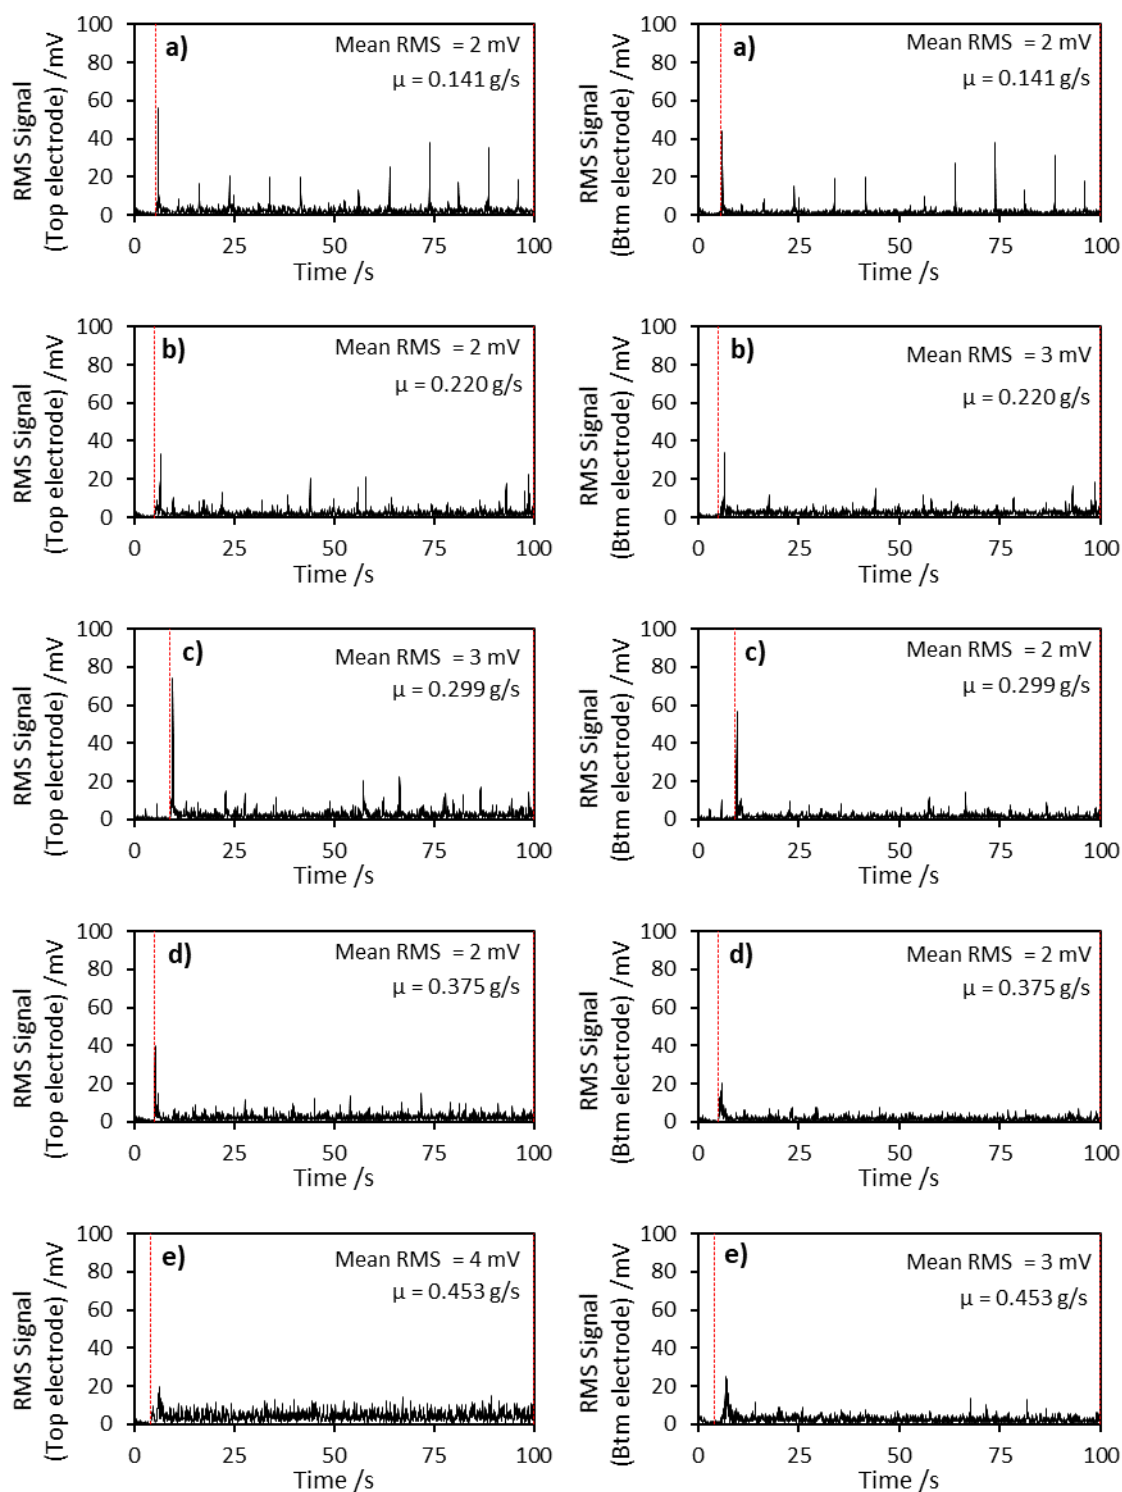 RMS Signal
(Top electrode) /mV
100
80
60
40
20
0
a)
Mean RMS = 2 mV
μ = 0.141 g/s
0 25 50 75 100
Time /s
RMS Signal
(Btm electrode) /mV
100
80
60
40
20
0
a)
Mean RMS = 2 mV
μ = 0.141 g/s
0 25 50 75 100
Time /s
RMS Signal
(Top electrode) /mV
100
80
60
40
20
0
b)
Mean RMS = 2 mV
μ = 0.220 g/s
0 25 50 75 100
Time /s
RMS Signal
(Btm electrode) /mV
100
80
60
40
20
0
b)
Mean RMS = 3 mV
μ = 0.220 g/s
0 25 50 75 100
Time /s
RMS Signal
(Top electrode) /mV
100
80
60
40
20
0
c)
Mean RMS = 3 mV
μ = 0.299 g/s
0 25 50 75 100
Time /s
RMS Signal
(Btm electrode) /mV
100
80
60
40
20
0
c)
Mean RMS = 2 mV
μ = 0.299 g/s
0 25 50 75 100
Time /s
RMS Signal
(Top electrode) /mV
100
80
60
40
20
0
d)
Mean RMS = 2 mV
μ = 0.375 g/s
0 25 50 75 100
Time /s
RMS Signal
(Btm electrode) /mV
100
80
60
40
20
0
d)
Mean RMS = 2 mV
μ = 0.375 g/s
0 25 50 75 100
Time /s
RMS Signal
(Top electrode) /mV
100
80
60
40
20
0
e)
Mean RMS = 4 mV
μ = 0.453 g/s
0 25 50 75 100
Time /s
RMS Signal
(Btm electrode) /mV
100
80
60
40
20
0
e)
Mean RMS = 3 mV
μ = 0.453 g/s
0 25 50 75 100
Time /s